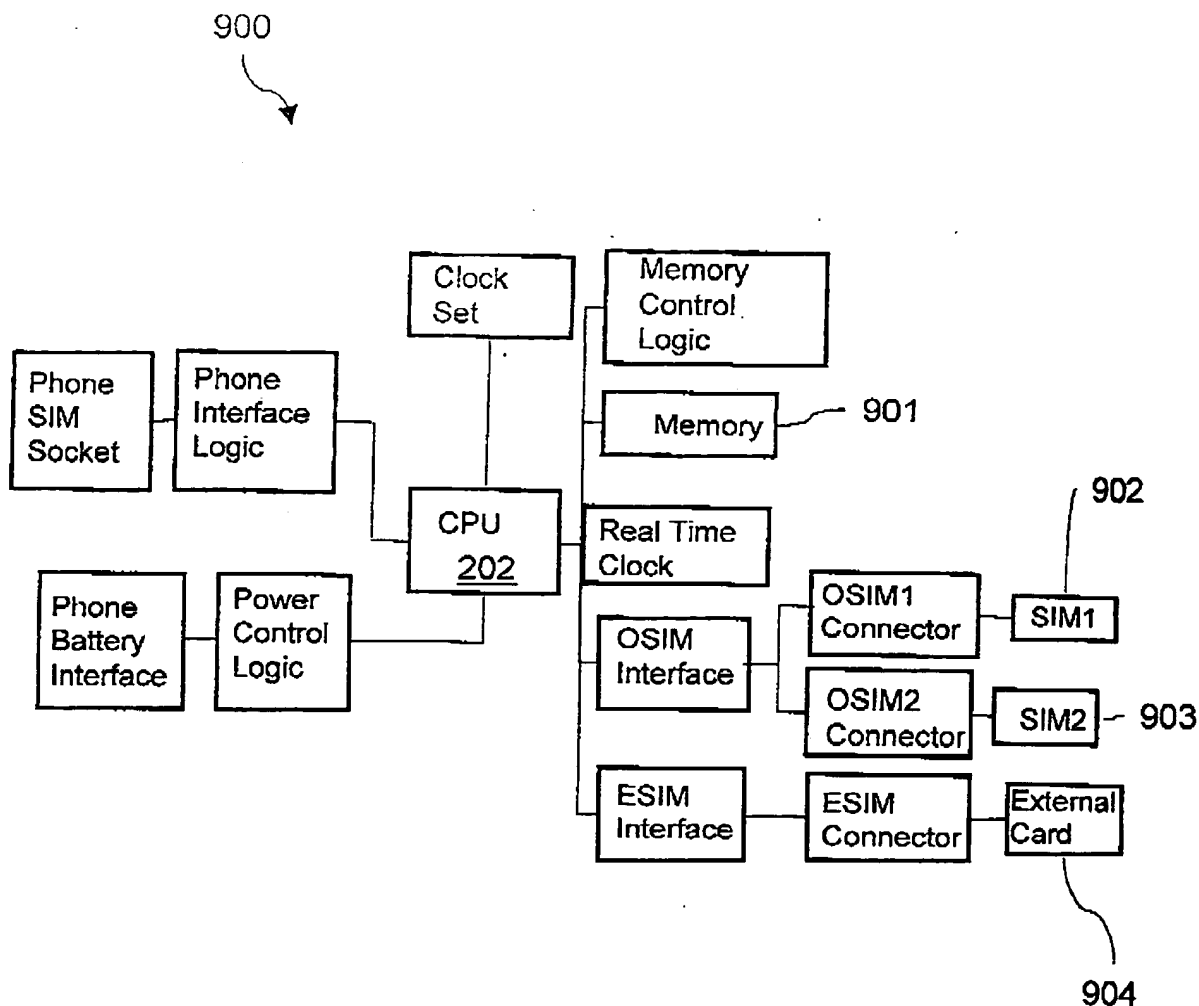 900
Clock
Set
Memory
Control
Logic
Phone
SIM
Socket
Phone
Interface
Logic
Memory
901
CPU
202
Real Time
Clock
902
Phone
Battery
Interface
Power
Control
Logic
OSIM
Interface
OSIM1
Connector
SIM1
OSIM2
Connector
SIM2
903
ESIM
Interface
ESIM
Connector
External
Card
904